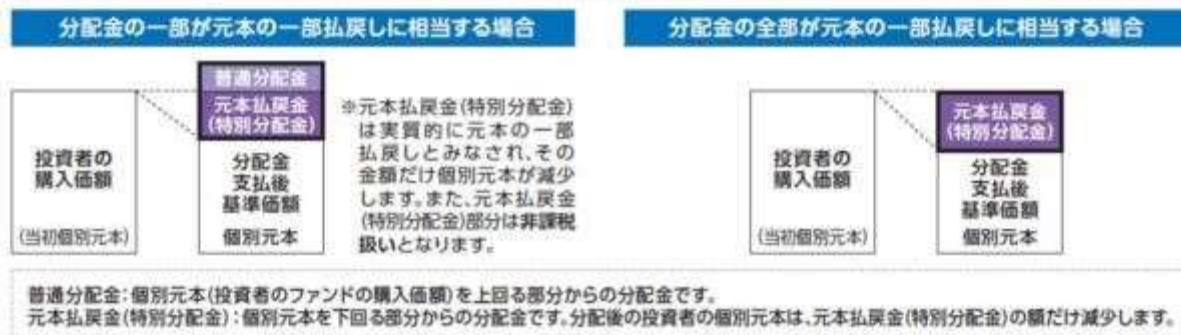 分配金の一部が元本の一部払戻しに相当する場合
普通分配金
元本払戻金
(特別分配金)
投資者の
購入価額
(当初個別元本)
分配金
支払後
基準価額
個別元本
※元本払戻金(特別分配金)
は実質的に元本の一部
払戻しとみなされ、その
金額だけ個別元本が減少
します。また、元本払戻金
(特別分配金)部分は非課税
扱いとなります。
分配金の全部が元本の一部払戻しに相当する場合
元本払戻金
(特別分配金)
投資者の
購入価額
(当初個別元本)
分配金
支払後
基準価額
個別元本
普通分配金:個別元本(投資者のファンドの購入価額)を上回る部分からの分配金です。
元本払戻金(特別分配金):個別元本を下回る部分からの分配金です。分配後の投資者の個別元本は、元本払戻金(特別分配金)の額だけ減少します。